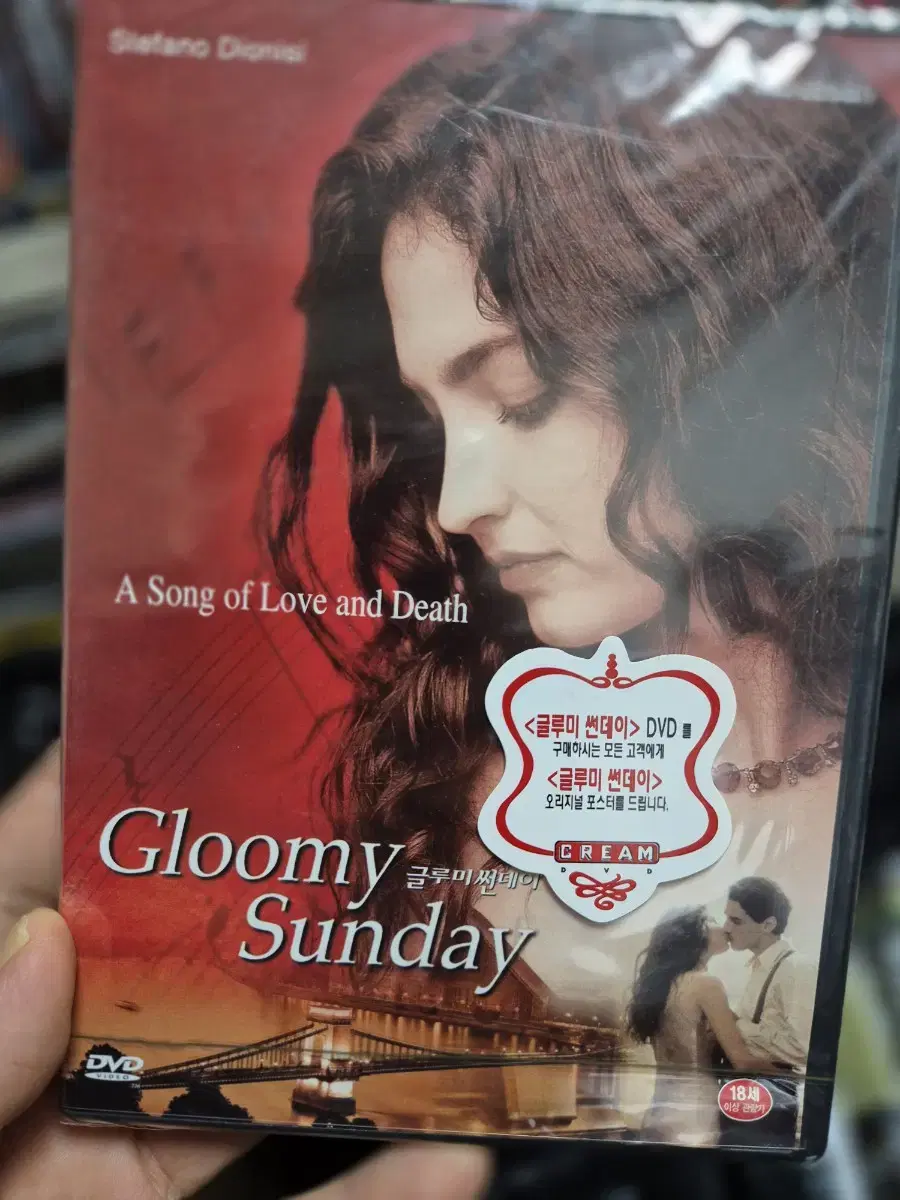 Stefano Dionisi
A Song of Love and Death
<글루미 썬데이> DVD 를
구매하시는 모든 고객에게
<글루미 썬데이>
오리지널 포스터를 드립니다.
CREAM
DVD
Gloomy
글루미 썬데이
Sunday
DVD
VIDEO
18세
이상 관람가